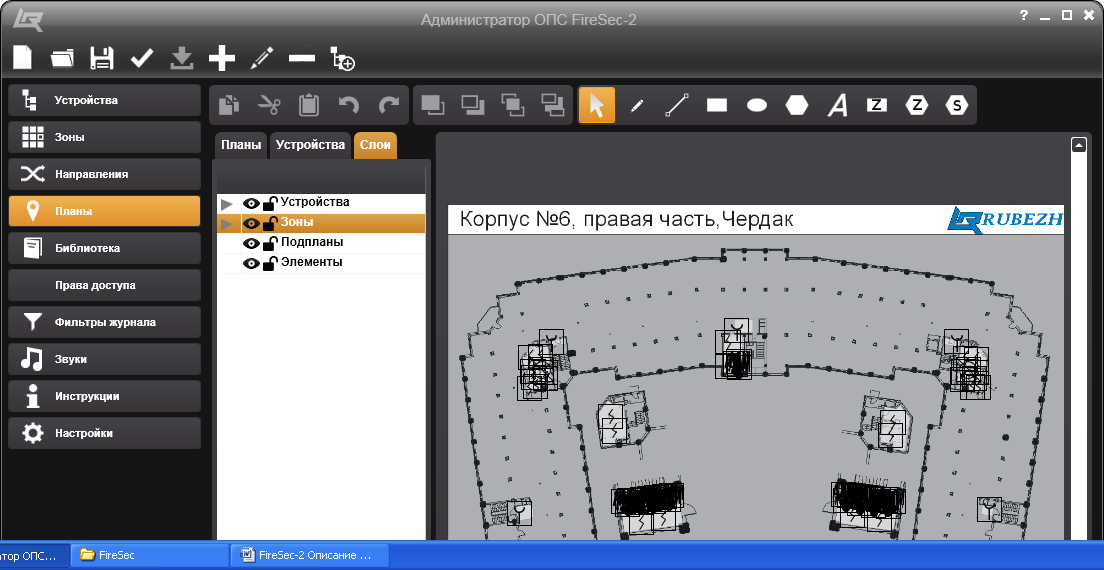 Администратор ОПС FireSec-2
?
Устройства
Зоны
Направления
Планы
Библиотека
Права доступа
Фильтры журнала
Звуки
Инструкции
Настройки
A Z Z S
Планы Устройства Слои
Устройства
Зоны
Подпланы
Элементы
Корпус №6, правая часть,Чердак
RUBEZH
тор ОПС... FireSec FireSec-2 Описание ...